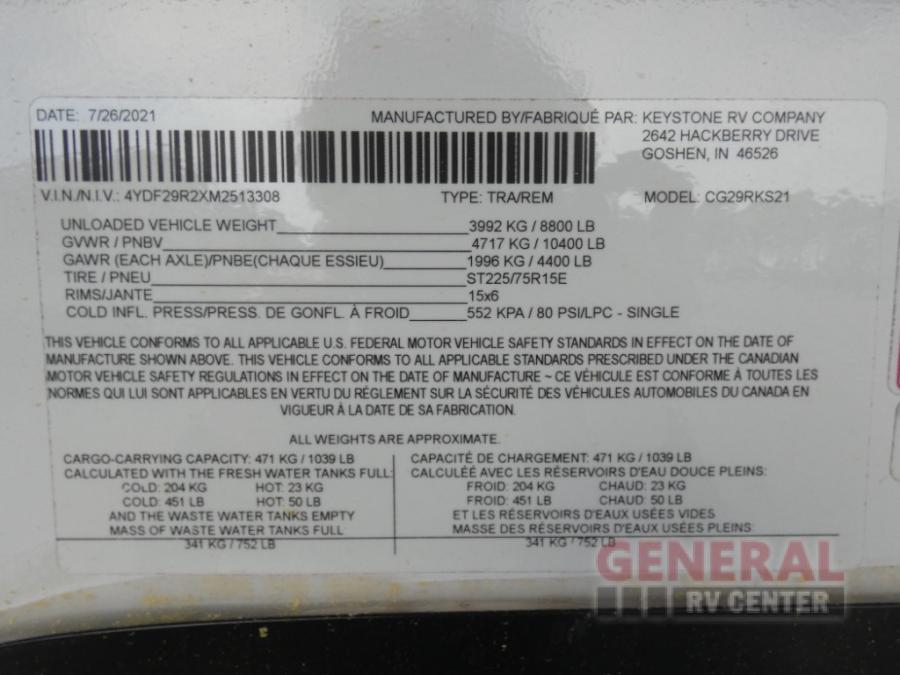 DATE: 7/26/2021 MANUFACTURED BY/FABRIQUÉ PAR: KEYSTONE RV COMPANY
2642 HACKBERRY DRIVE
GOSHEN, IN 46526
V.I.N./N.I.V.: 4YDF29R2XM2513308 TYPE: TRA/REM MODEL: CG29RKS21
UNLOADED VEHICLE WEIGHT 3992 KG / 8800 LB
GVWR / PNBV 4717 KG / 10400 LB
GAWR (EACH AXLE)/PNBE(CHAQUE ESSIEU) 1996 KG / 4400 LB
TIRE / PNEU ST225/75R15E
RIMS/JANTE 15x6
COLD INFL. PRESS/PRESS. DE GONFL. À FROID 552 KPA / 80 PSI/LPC - SINGLE
THIS VEHICLE CONFORMS TO ALL APPLICABLE U.S. FEDERAL MOTOR VEHICLE SAFETY STANDARDS IN EFFECT ON THE DATE OF
MANUFACTURE SHOWN ABOVE. THIS VEHICLE CONFORMS TO ALL APPLICABLE STANDARDS PRESCRIBED UNDER THE CANADIAN
MOTOR VEHICLE SAFETY REGULATIONS IN EFFECT ON THE DATE OF MANUFACTURE ~ CE VÉHICULE EST CONFORME À TOUTES LES
NORMES QUI LUI SONT APPLICABLES EN VERTU DU RÉGLEMENT SUR LA SÉCURITÉ DES VÉHICULES AUTOMOBILES DU CANADA EN
VIGUEUR À LA DATE DE SA FABRICATION.
ALL WEIGHTS ARE APPROXIMATE.
CARGO-CARRYING CAPACITY: 471 KG / 1039 LB
CALCULATED WITH THE FRESH WATER TANKS FULL:
COLD: 204 KG HOT: 23 KG
COLD: 451 LB HOT: 50 LB
AND THE WASTE WATER TANKS EMPTY
MASS OF WASTE WATER TANKS FULL:
341 KG / 752 LB
CAPACITÉ DE CHARGEMENT: 471 KG / 1039 LB
CALCULÉE AVEC LES RÉSERVOIRS D'EAU DOUCE PLEINS:
FROID: 204 KG CHAUD: 23 KG
FROID: 451 LB CHAUD: 50 LB
ET LES RÉSERVOIRS D'EAUX USÉES VIDES
MASSE DES RÉSERVOIRS D'EAUX USÉES PLEINS:
341 KG / 752 LB
GENERAL
RV CENTER